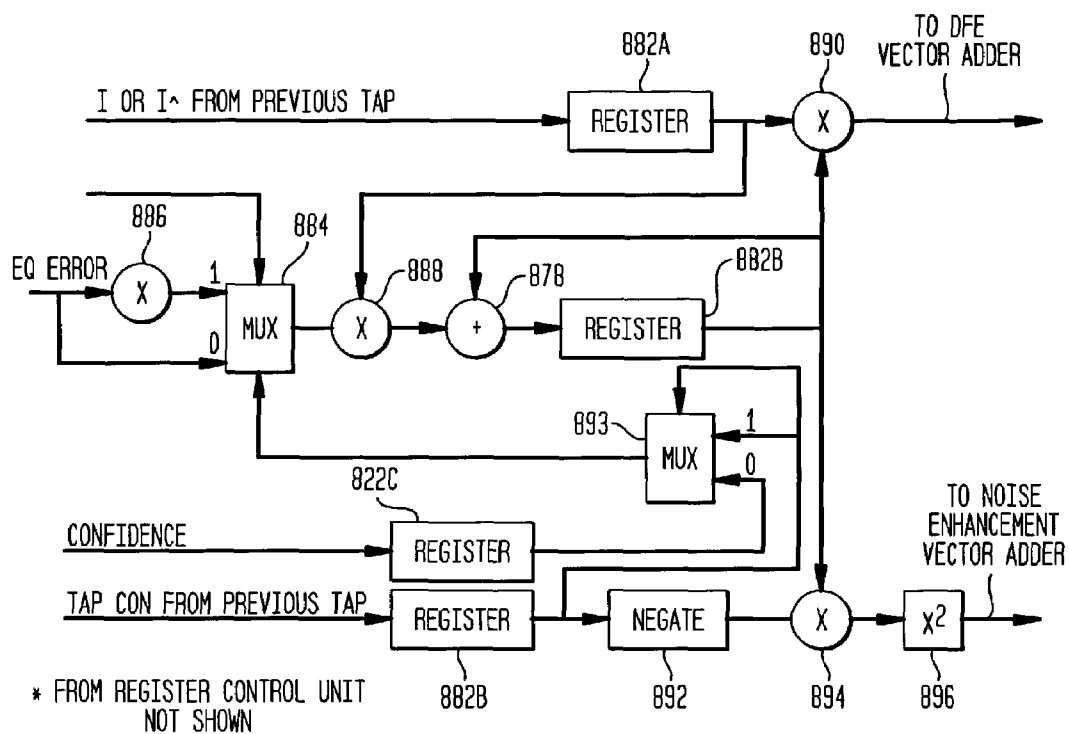 882A
890
TO DFE
VECTOR ADDER
I OR I^ FROM PREVIOUS TAP
REGISTER
X
886
884
EQ ERROR
X
1
0
MUX
888
X
878
+
882B
REGISTER
893
MUX
1
0
822C
CONFIDENCE
REGISTER
TO NOISE
ENHANCEMENT
VECTOR ADDER
TAP CON FROM PREVIOUS TAP
REGISTER
NEGATE
X
X²
882B
892
894
896
* FROM REGISTER CONTROL UNIT
NOT SHOWN